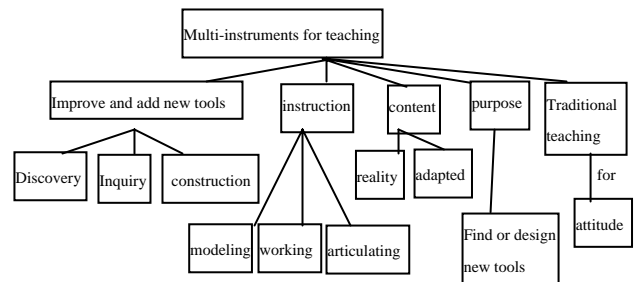 Multi-instruments for teaching
Improve and add new tools
instruction
content
purpose
Traditional
teaching
Discovery
Inquiry
construction
reality
adapted
for
modeling
working
articulating
Find or design
new tools
attitude